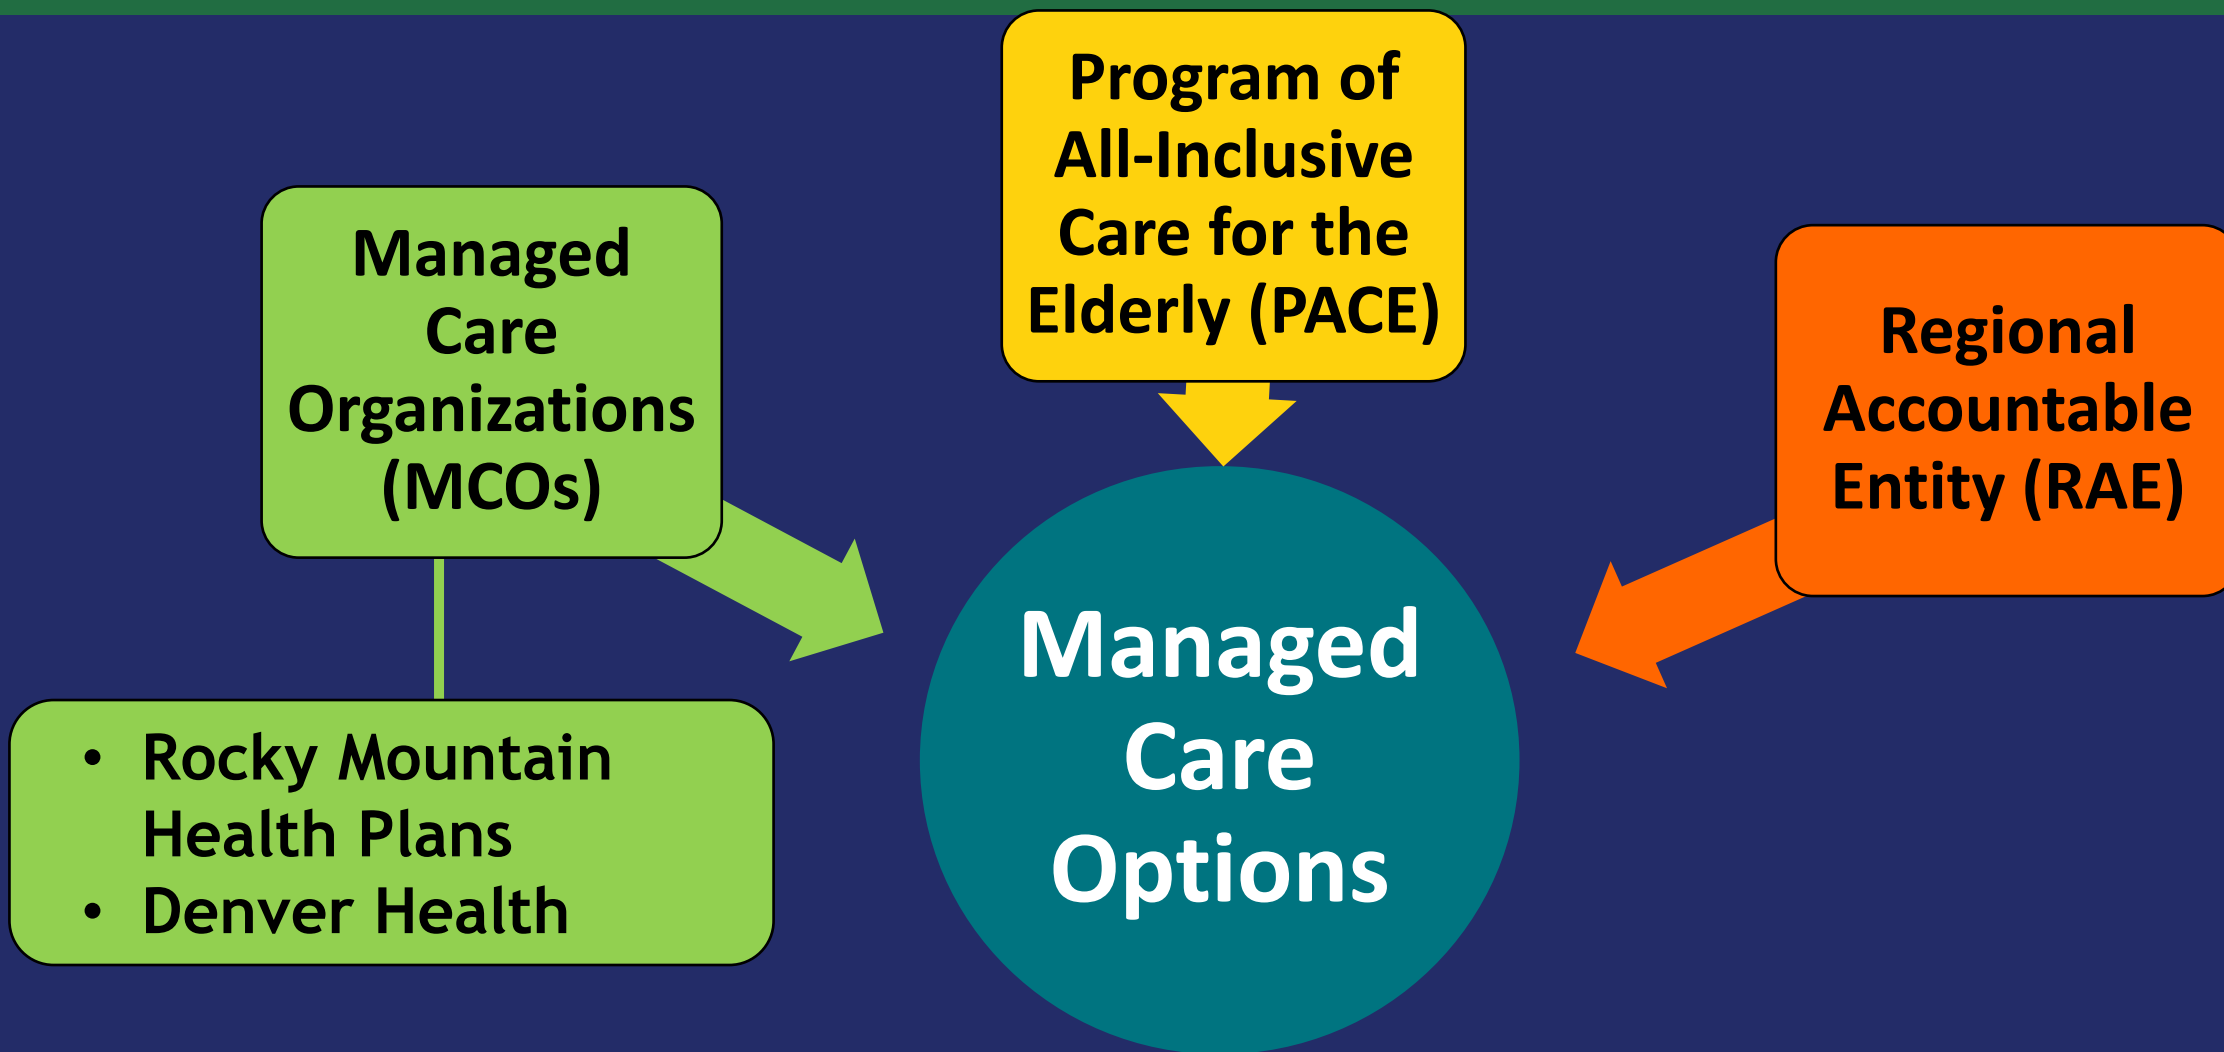 Program of
All-Inclusive
Care for the
Elderly (PACE)
Managed
Care
Organizations
(MCOs)
Regional
Accountable
Entity (RAE)
Managed
Care
Options
• Rocky Mountain
Health Plans
• Denver Health